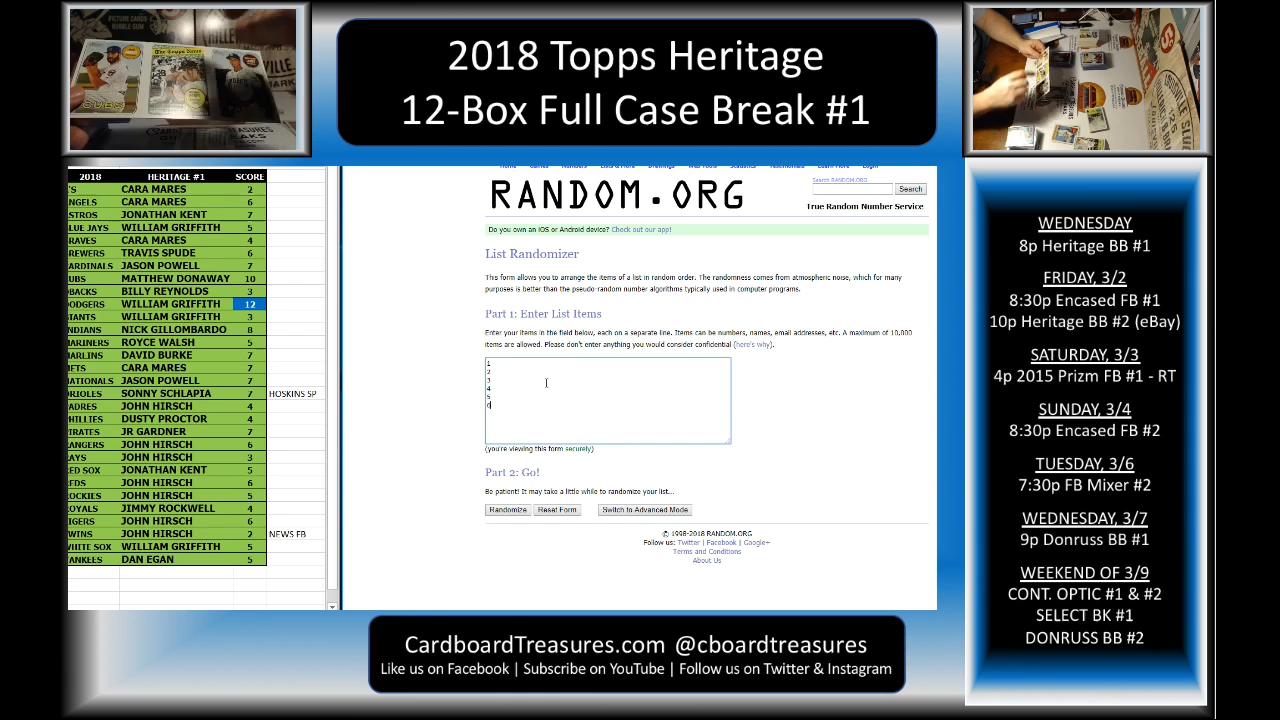 2018 Topps Heritage
12-Box Full Case Break #1
2018 HERITAGE #1 SCORE
'S CARA MARES 2
NGELS CARA MARES 6
STROS JONATHAN KENT 7
LUE JAYS WILLIAM GRIFFITH 5
RAVES CARA MARES 4
REWERS TRAVIS SPUDE 6
ARDINALS JASON POWELL 7
UBS MATTHEW DONAWAY 10
BACKS BILLY REYNOLDS 3
ODGERS WILLIAM GRIFFITH 12
IANTS WILLIAM GRIFFITH 3
NDIANS NICK GILLOMBARDO 8
ARINERS ROYCE WALSH 5
ARLINS DAVID BURKE 7
ETS CARA MARES 7
ATIONALS JASON POWELL 7
RIOLES SONNY SCHLAPIA 7 HOSKINS SP
ADRES JOHN HIRSCH 4
HILLIES DUSTY PROCTOR 4
IRATES JR GARDNER 7
ANGERS JOHN HIRSCH 6
AYS JOHN HIRSCH 3
ED SOX JONATHAN KENT 5
EDS JOHN HIRSCH 6
OCKIES JOHN HIRSCH 5
OYALS JIMMY ROCKWELL 4
IGERS JOHN HIRSCH 6
WINS JOHN HIRSCH 2 NEWS FB
HITE SOX WILLIAM GRIFFITH 5
ANKEES DAN EGAN 5
RANDOM.ORG
Search RANDOM.ORG
Search
True Random Number Service
Do you own an iOS or Android device? Check out our app!
List Randomizer
This form allows you to arrange the items of a list in random order. The randomness comes from atmospheric noise, which for many
purposes is better than the pseudo-random number algorithms typically used in computer programs.
Part 1: Enter List Items
Enter your items in the field below, each on a separate line. Items can be numbers, names, email addresses, etc. A maximum of 10,000
items are allowed. Please don't enter anything you would consider confidential (here's why).
1
2
3
4
5
6
(you're viewing this form securely)
Part 2: Go!
Be patient! It may take a little while to randomize your list...
Randomize Reset Form Switch to Advanced Mode
© 1998-2018 RANDOM.ORG
Follow us: Twitter | Facebook | Google+
Terms and Conditions
About Us
WEDNESDAY
8p Heritage BB #1
FRIDAY, 3/2
8:30p Encased FB #1
10p Heritage BB #2 (eBay)
SATURDAY, 3/3
4p 2015 Prizm FB #1 - RT
SUNDAY, 3/4
8:30p Encased FB #2
TUESDAY, 3/6
7:30p FB Mixer #2
WEDNESDAY, 3/7
9p Donruss BB #1
WEEKEND OF 3/9
CONT. OPTIC #1 & #2
SELECT BK #1
DONRUSS BB #2
CardboardTreasures.com @cboardtreasures
Like us on Facebook | Subscribe on YouTube | Follow us on Twitter & Instagram